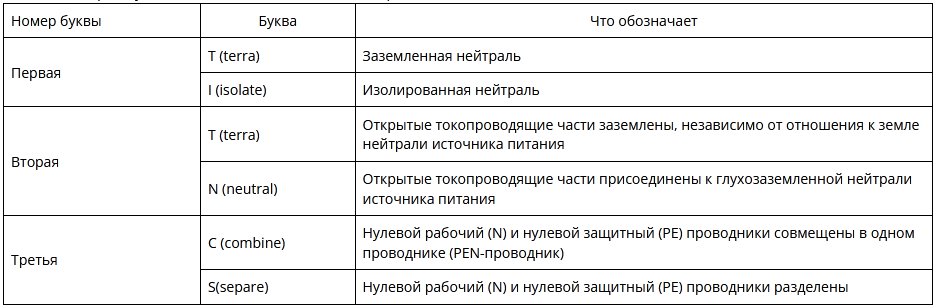 Номер буквы Буква Что обозначает
Первая
T (terra) Заземленная нейтраль
I (isolate) Изолированная нейтраль
Вторая
T (terra) Открытые токопроводящие части заземлены, независимо от отношения к земле
нейтрали источника питания
N (neutral) Открытые токопроводящие части присоединены к глухозаземленной нейтрали
источника питания
Третья
C (combine) Нулевой рабочий (N) и нулевой защитный (PE) проводники совмещены в одном
проводнике (PEN-проводник)
S(separe) Нулевой рабочий (N) и нулевой защитный (PE) проводники разделены